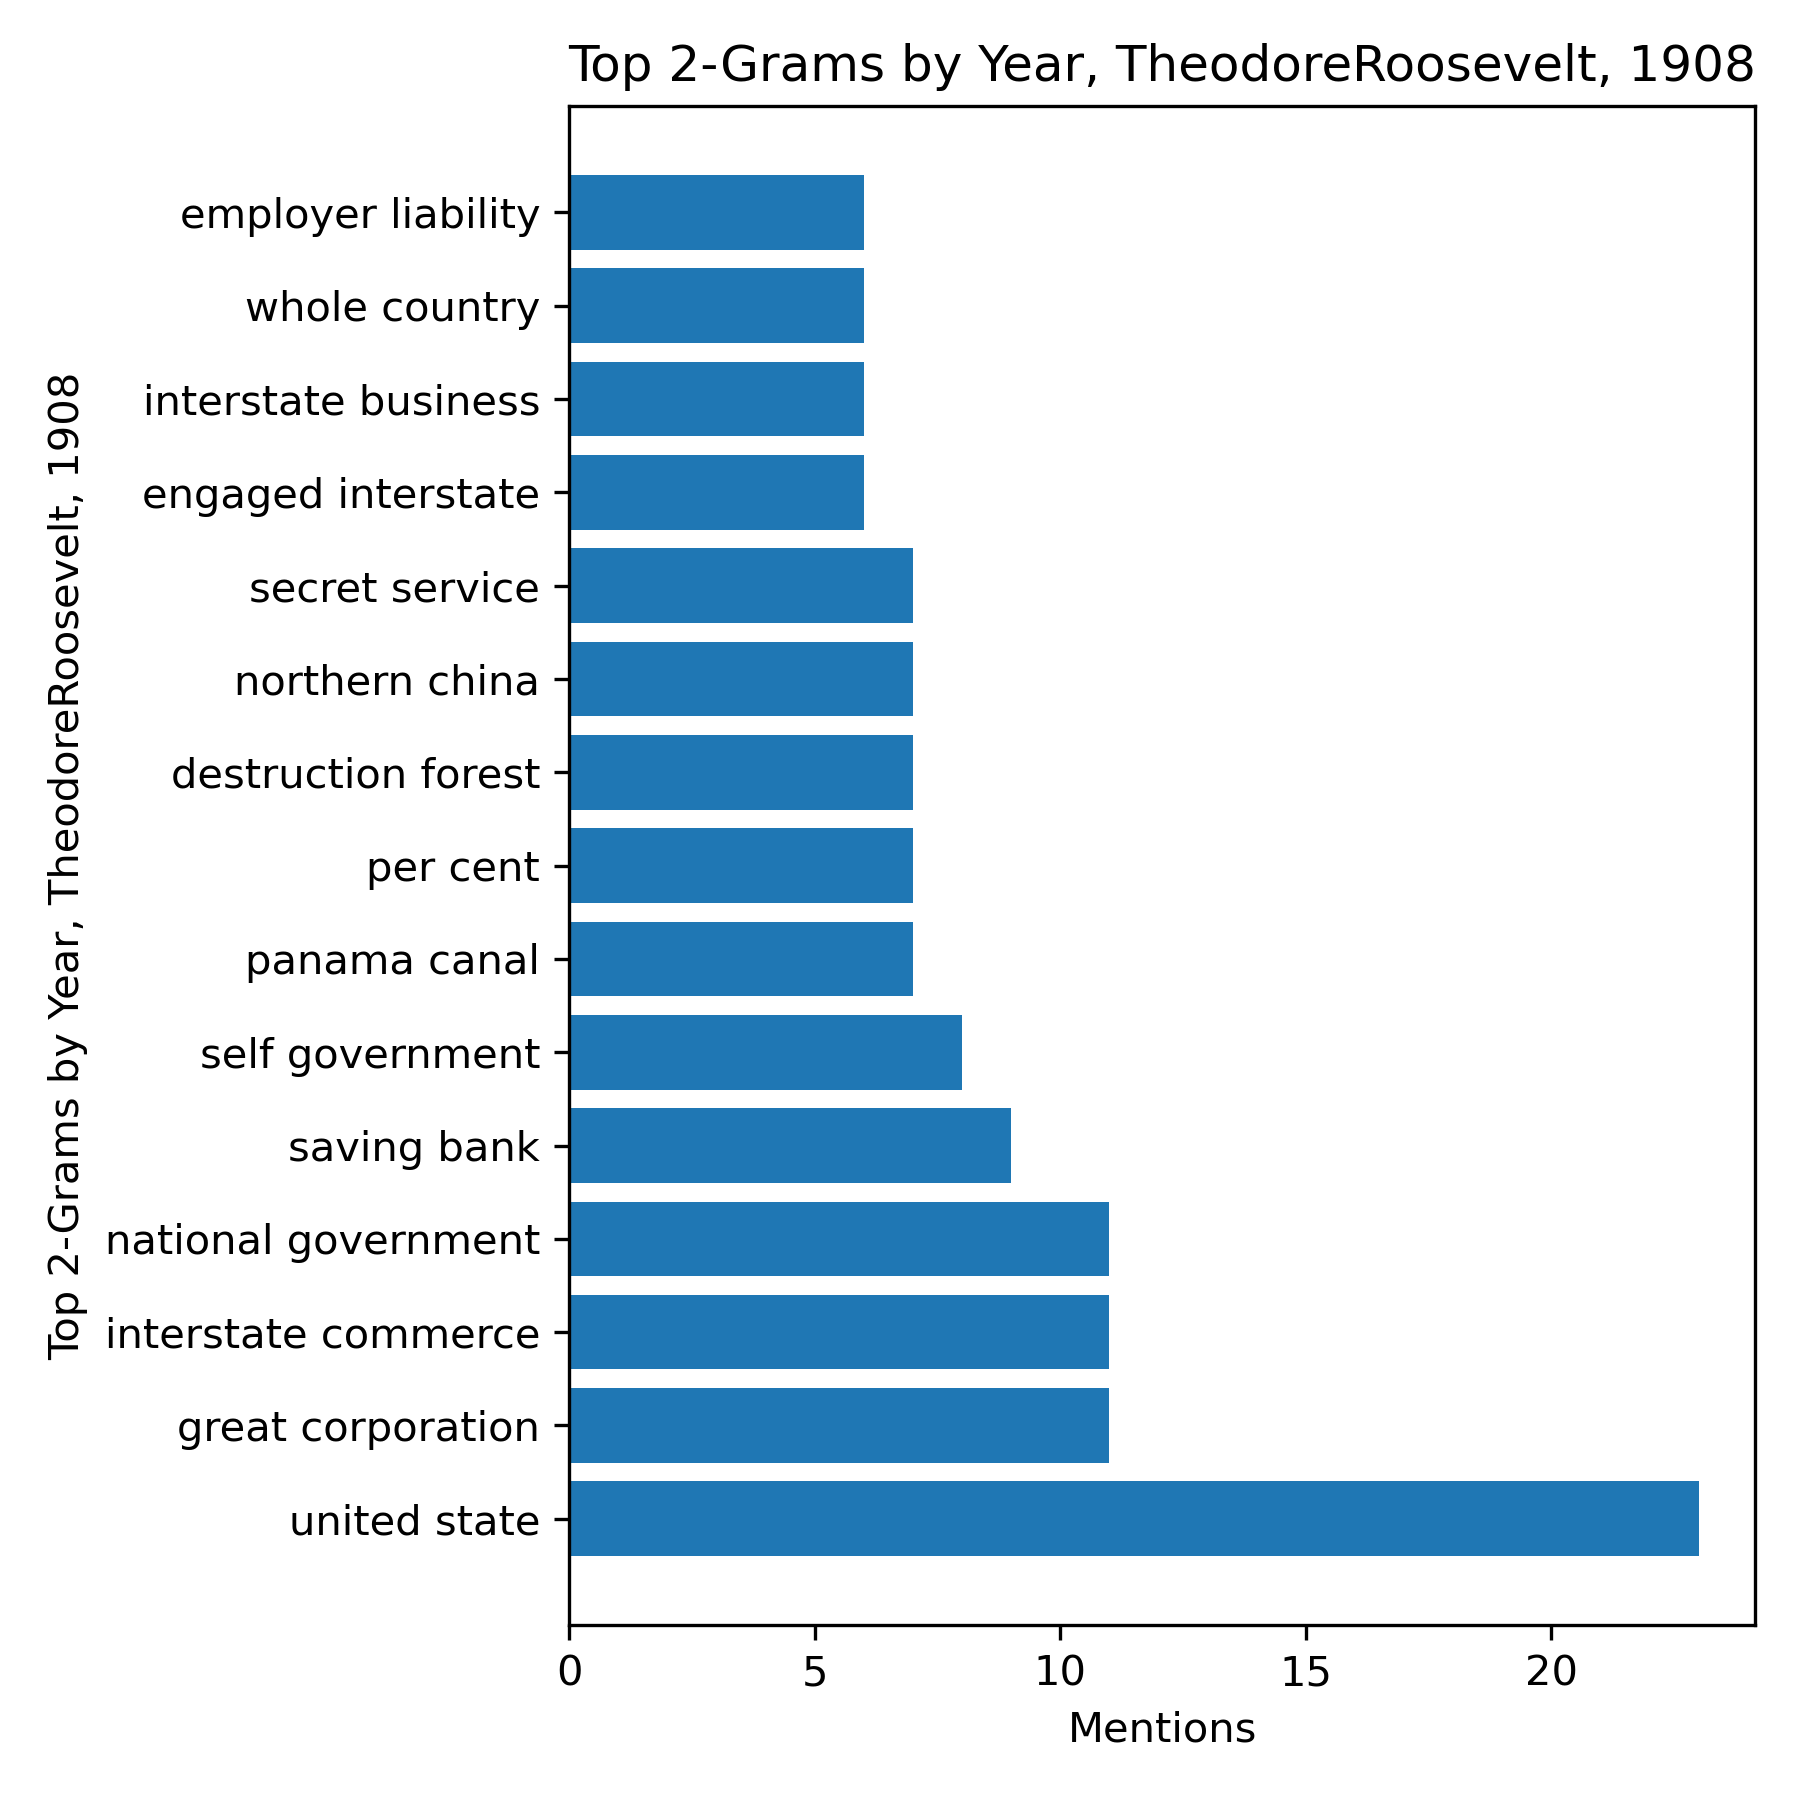 Top 2-Grams by Year, TheodoreRoosevelt, 1908
Top 2-Grams by Year, TheodoreRoosevelt, 1908
employer liability
whole country
interstate business
engaged interstate
secret service
northern china
destruction forest
per cent
panama canal
self government
saving bank
national government
interstate commerce
great corporation
united state
0 5 10 15 20
Mentions